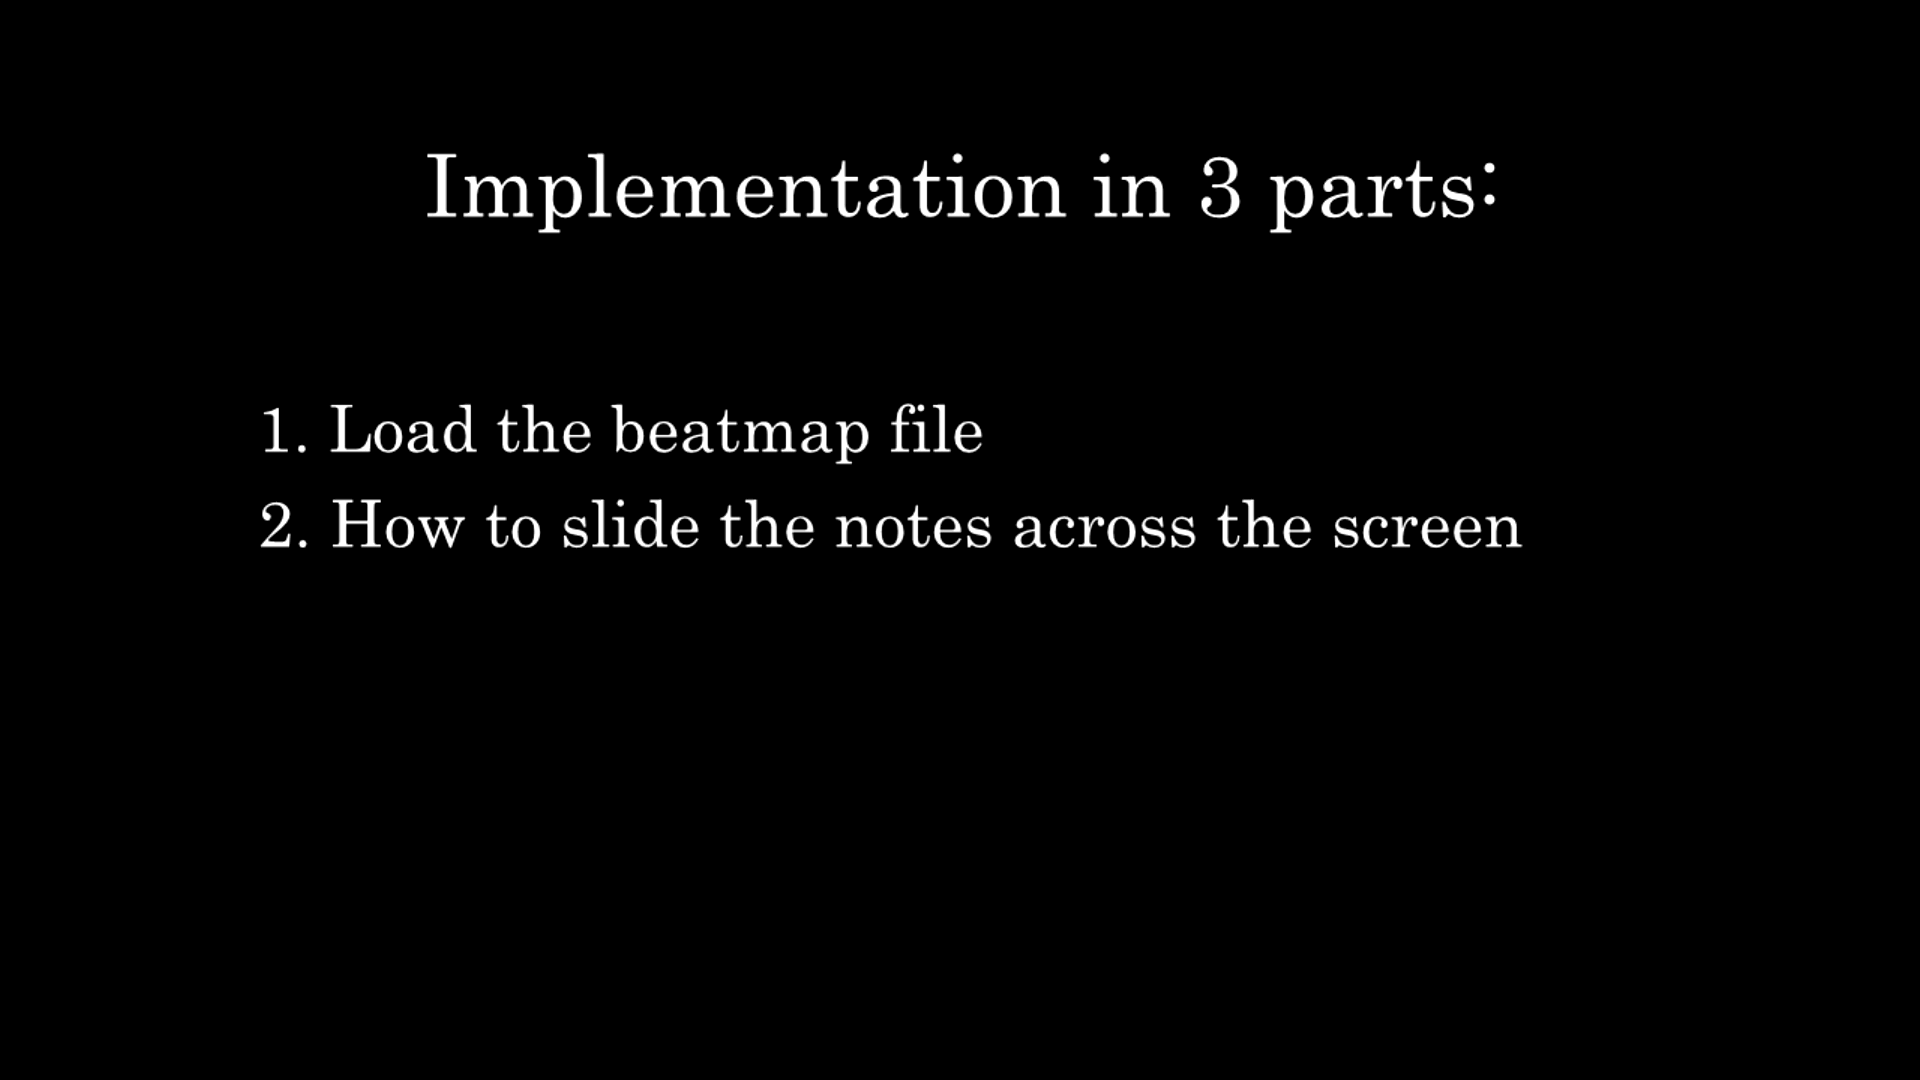 Implementation in 3 parts:
1. Load the beatmap file
2. How to slide the notes across the screen